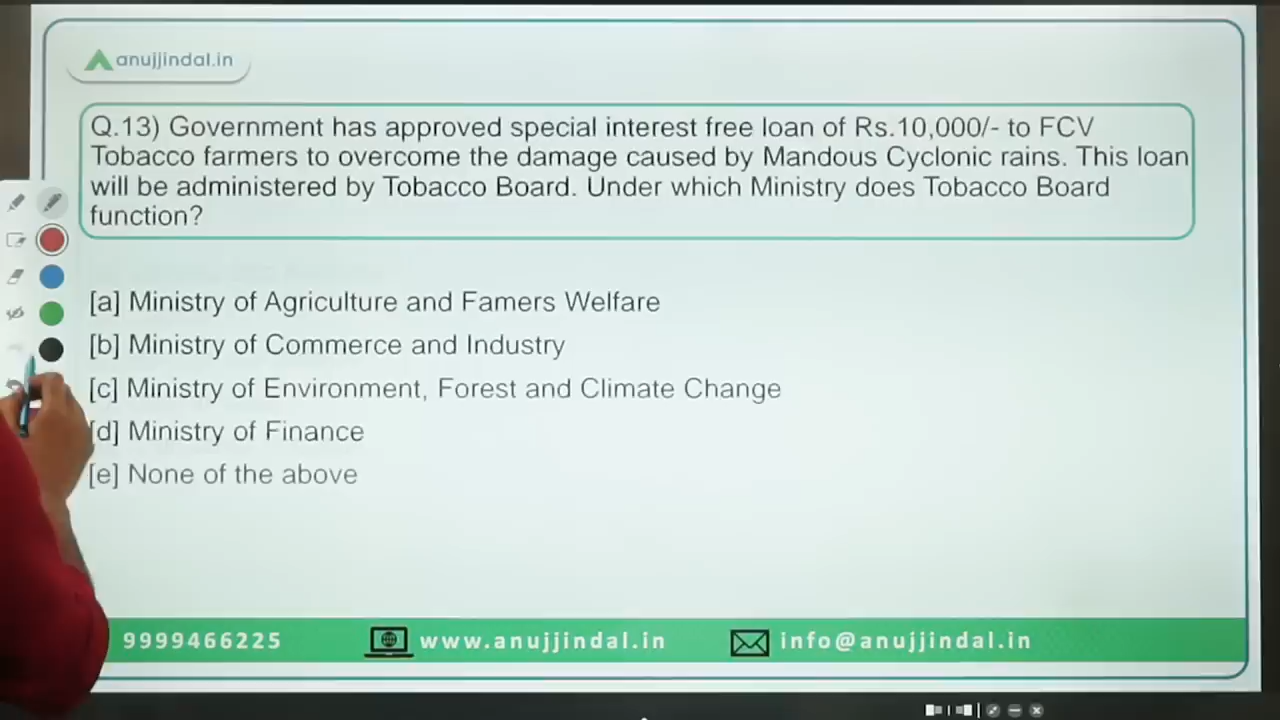 anujjindal.in
Q.13) Government has approved special interest free loan of Rs.10,000/- to FCV
Tobacco farmers to overcome the damage caused by Mandous Cyclonic rains. This loan
will be administered by Tobacco Board. Under which Ministry does Tobacco Board
function?
[a] Ministry of Agriculture and Famers Welfare
[b] Ministry of Commerce and Industry
[c] Ministry of Environment, Forest and Climate Change
[d] Ministry of Finance
[e] None of the above
9999466225 www.anujjindal.in info@anujjindal.in